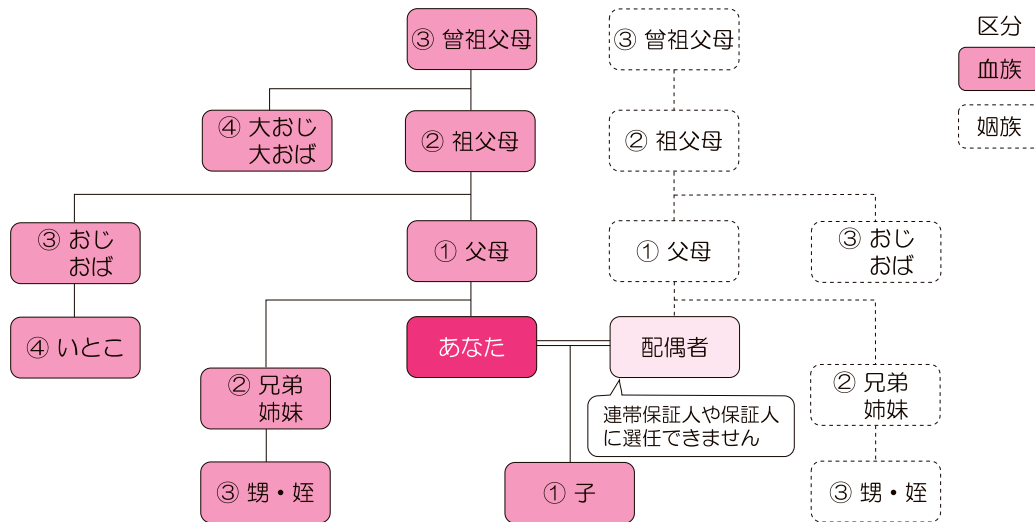 ③ 曾祖父母
③ 曾祖父母
区分
血族
④ 大おじ
大おば
② 祖父母
② 祖父母
姻族
③ おじ
おば
① 父母
① 父母
③ おじ
おば
④ いとこ
あなた
配偶者
② 兄弟
姉妹
連帯保証人や保証人
に選任できません
② 兄弟
姉妹
③ 甥・姪
① 子
③ 甥・姪